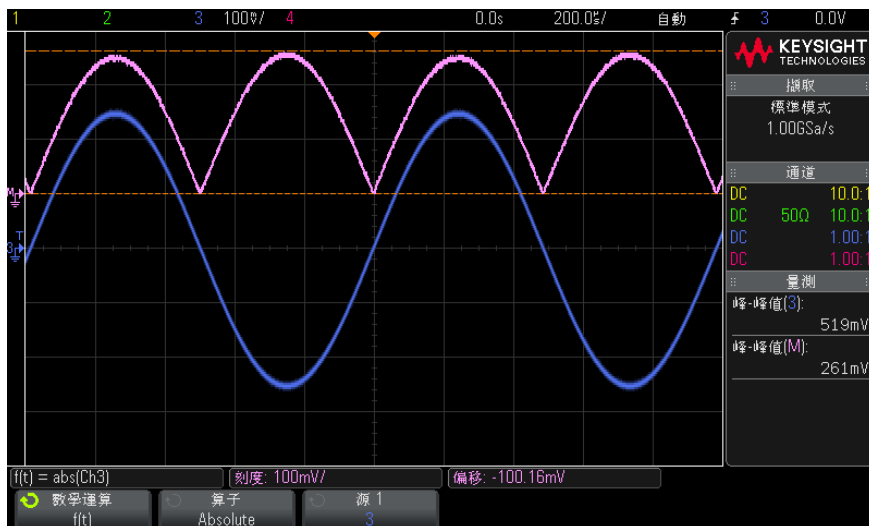 1 2 3 100♈/ 4 0.0s 200.0㎲/ 自動 3 0.0V
KEYSIGHT
TECHNOLOGIES
擷取
標準模式
1.00GSa/s
通道
DC 10.0:1
DC 50Ω 10.0:1
DC 1.00:1
DC 1.00:1
量測
峰-峰值(3):
519mV
峰-峰值(M):
261mV
M
T
3
f(t) = abs(Ch3) 刻度: 100mV/ 偏移: -100.16mV
數學運算 算子 源 1
f(t) Absolute 3